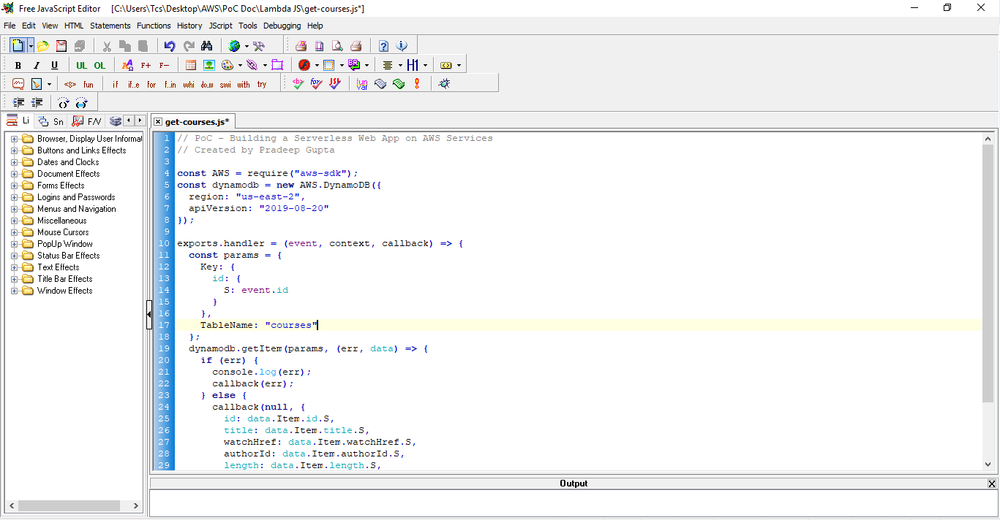 Free JavaScript Editor    [C:\Users\Tcs\Desktop\AWS\PoC Doc\Lambda JS\get-courses.js*]
File Edit View HTML Statements Functions History JScript Tools Debugging Help
B I U UL OL F+ F- H1
<S> fun if if..e for f..in whi do..w swi with try <b> for JS fun var
Li Sn F/V
get-courses.js*
Browser, Display User Informat
Buttons and Links Effects
Dates and Clocks
Document Effects
Forms Effects
Logins and Passwords
Menus and Navigation
Miscellaneous
Mouse Cursors
PopUp Window
Status Bar Effects
Text Effects
Title Bar Effects
Window Effects
1 // PoC - Building a Serverless Web App on AWS Services
2 // Created by Pradeep Gupta
3
4 const AWS = require("aws-sdk");
5 const dynamodb = new AWS.DynamoDB({
6   region: "us-east-2",
7   apiVersion: "2019-08-20"
8 });
9
10 exports.handler = (event, context, callback) => {
11   const params = {
12     Key: {
13       id: {
14         S: event.id
15       }
16     },
17     TableName: "courses"
18   };
19   dynamodb.getItem(params, (err, data) => {
20     if (err) {
21       console.log(err);
22       callback(err);
23     } else {
24       callback(null, {
25         id: data.Item.id.S,
26         title: data.Item.title.S,
27         watchHref: data.Item.watchHref.S,
28         authorId: data.Item.authorId.S,
29         length: data.Item.length.S,
Output